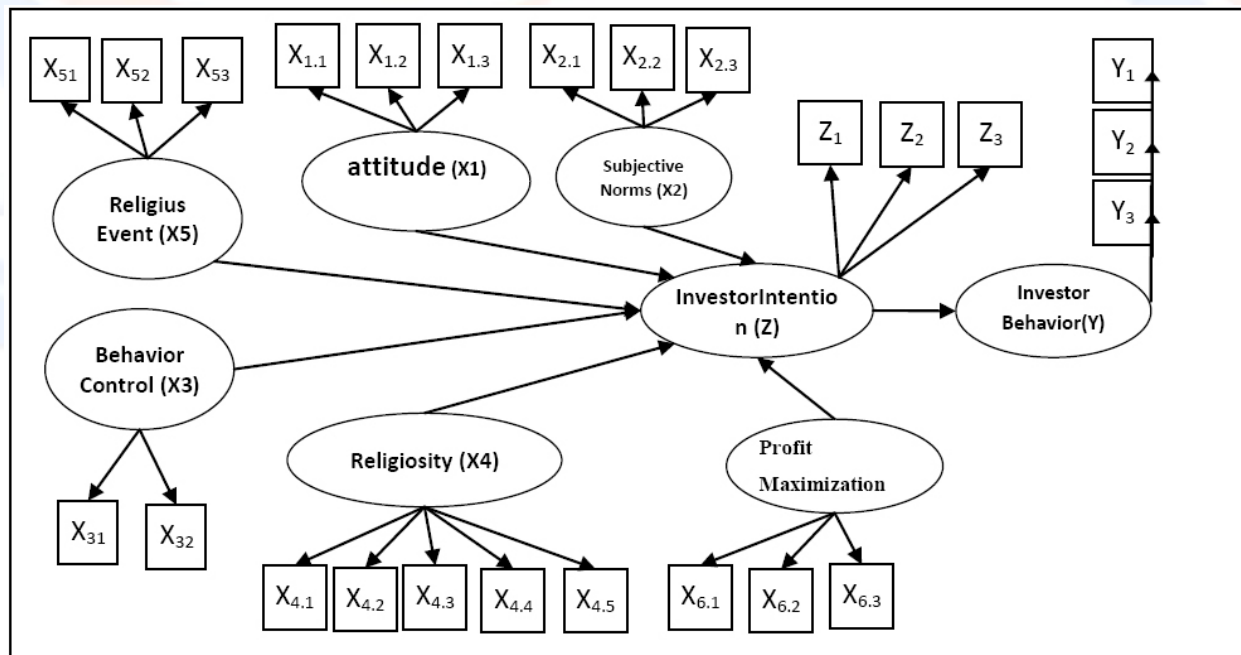 X51 X52 X53
X1.1 X1.2 X1.3
X2.1 X2.2 X2.3
Y1
Y2
Y3
Z1 Z2 Z3
attitude (X1)
Subjective
Norms (X2)
Religius
Event (X5)
InvestorIntentio
n (Z)
Investor
Behavior(Y)
Behavior
Control (X3)
Religiosity (X4)
Profit
Maximization
X31 X32
X4.1 X4.2 X4.3 X4.4 X4.5
X6.1 X6.2 X6.3